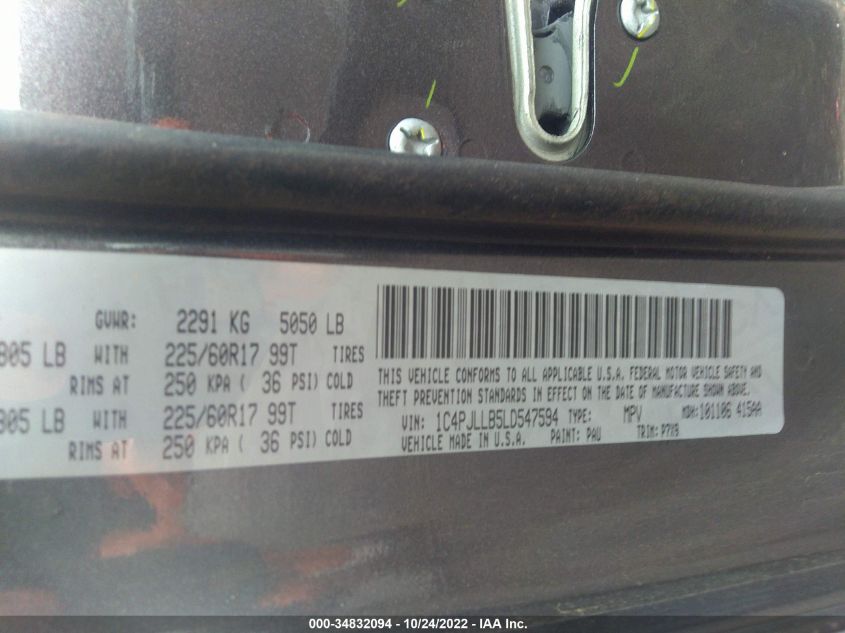 GVWR: 2291 KG 5050 LB
805 LB WITH 225/60R17 99T TIRES
RIMS AT 250 KPA ( 36 PSI) COLD
805 LB WITH 225/60R17 99T TIRES
RIMS AT 250 KPA ( 36 PSI) COLD
THIS VEHICLE CONFORMS TO ALL APPLICABLE U.S.A. FEDERAL MOTOR VEHICLE SAFETY AND
THEFT PREVENTION STANDARDS IN EFFECT ON THE DATE OF MANUFACTURE SHOWN ABOVE.
VIN: 1C4PJLLB5LD547594 TYPE: MPV MDH: 101106 415AA
VEHICLE MADE IN U.S.A. PAINT: PAU TRIM: P7X9
000-34832094 - 10/24/2022 - IAA Inc.